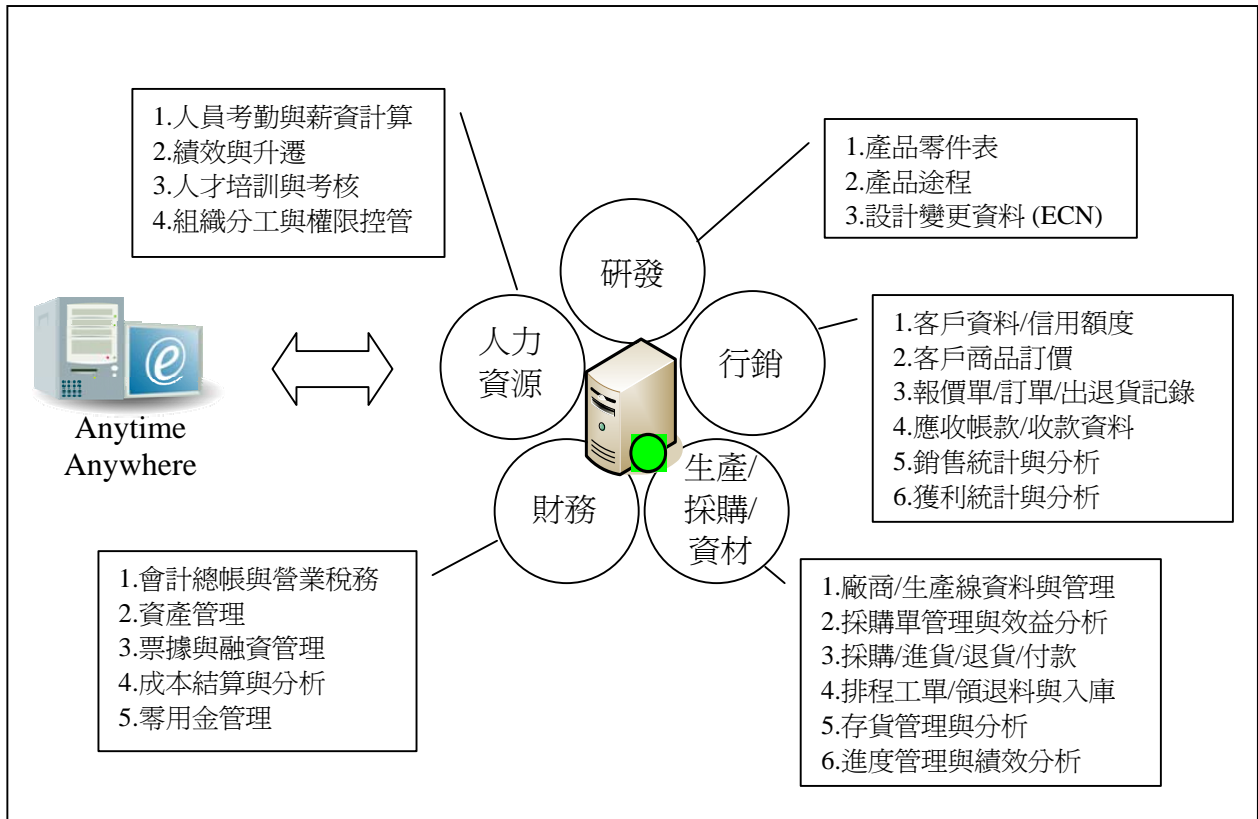 1.人員考勤與薪資計算
2.績效與升遷
3.人才培訓與考核
4.組織分工與權限控管
1.產品零件表
2.產品途程
3.設計變更資料 (ECN)
研發
人力
資源
行銷
1.客戶資料/信用額度
2.客戶商品訂價
3.報價單/訂單/出退貨記錄
4.應收帳款/收款資料
5.銷售統計與分析
6.獲利統計與分析
e
Anytime
Anywhere
財務
生產/
採購/
資材
1.會計總帳與營業稅務
2.資產管理
3.票據與融資管理
4.成本結算與分析
5.零用金管理
1.廠商/生產線資料與管理
2.採購單管理與效益分析
3.採購/進貨/退貨/付款
4.排程工單/領退料與入庫
5.存貨管理與分析
6.進度管理與績效分析